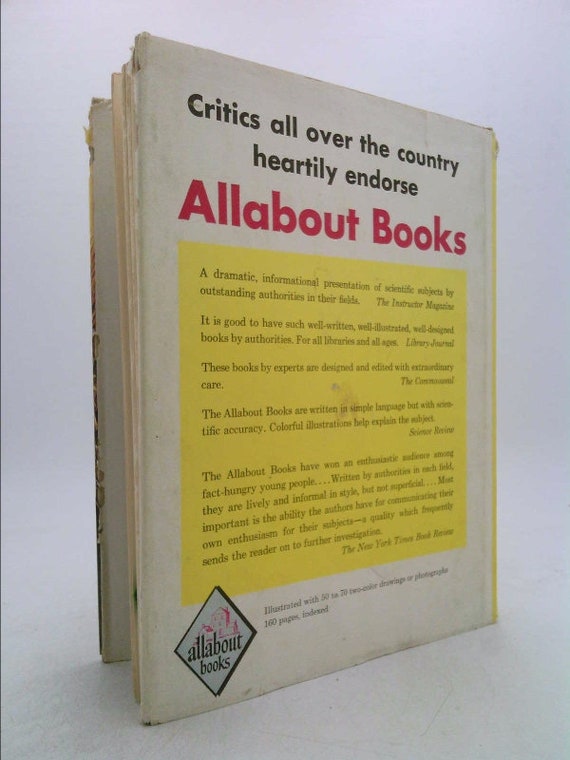 Critics all over the country
heartily endorse
Allabout Books
A dramatic, informational presentation of scientific subjects by
outstanding authorities in their fields. The Instructor Magazine
It is good to have such well-written, well-illustrated, well-designed
books by authorities. For all libraries and all ages. Library Journal
These books by experts are designed and edited with extraordinary
care. The Commonweal
The Allabout Books are written in simple language but with scien-
tific accuracy. Colorful illustrations help explain the subject.
Science Review
The Allabout Books have won an enthusiastic audience among
fact-hungry young people.... Written by authorities in each field,
they are lively and informal in style, but not superficial.... Most
important is the ability the authors have for communicating their
own enthusiasm for their subjects—a quality which frequently
sends the reader on to further investigation.
The New York Times Book Review
Illustrated with 50 to 70 two-color drawings or photographs
160 pages, indexed
allabout
books